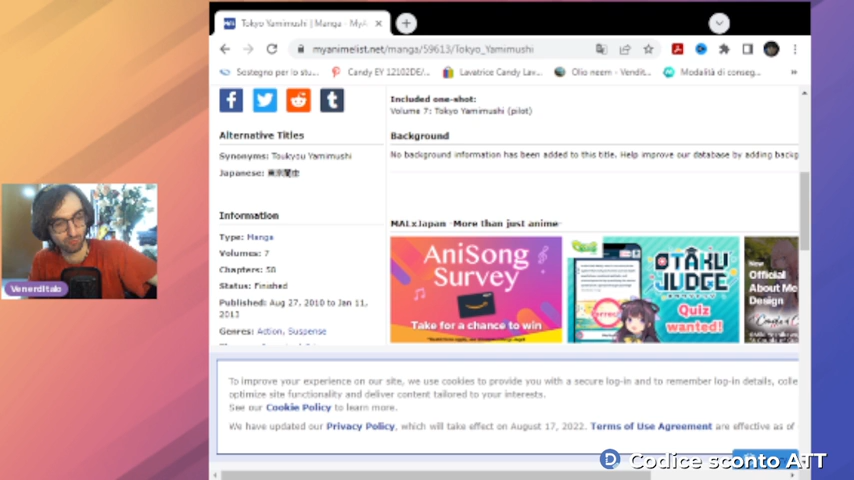 Tokyo Yamimushi | Manga - MyA
myanimelist.net/manga/59613/Tokyo_Yamimushi
Sostegno per lo stu...
Candy EY 12102DE/...
Lavatrice Candy Lav...
Olio neem - Vendit...
Modalità di conseg...
»
Included one-shot:
Volume 7: Tokyo Yamimushi (pilot)
Alternative Titles
Background
Synonyms: Toukyou Yamimushi
No background information has been added to this title. Help improve our database by adding backg
Japanese: 東京闇虫
Information
MALxJapan -More than just anime-
Type: Manga
Volumes: 7
Chapters: 58
Status: Finished
Published: Aug 27, 2010 to Jan 11,
2013
Genres: Action, Suspense
AniSong
Survey
Take for a chance to win
OTAKU
JUDGE
Quiz
wanted!
New
Official
About Me
Design
VenerdItalo
To improve your experience on our site, we use cookies to provide you with a secure log-in and to remember log-in details, colle
optimize site functionality and deliver content tailored to your interests.
See our Cookie Policy to learn more.
We have updated our Privacy Policy, which will take effect on August 17, 2022. Terms of Use Agreement are effective as of
Codice sconto ATT